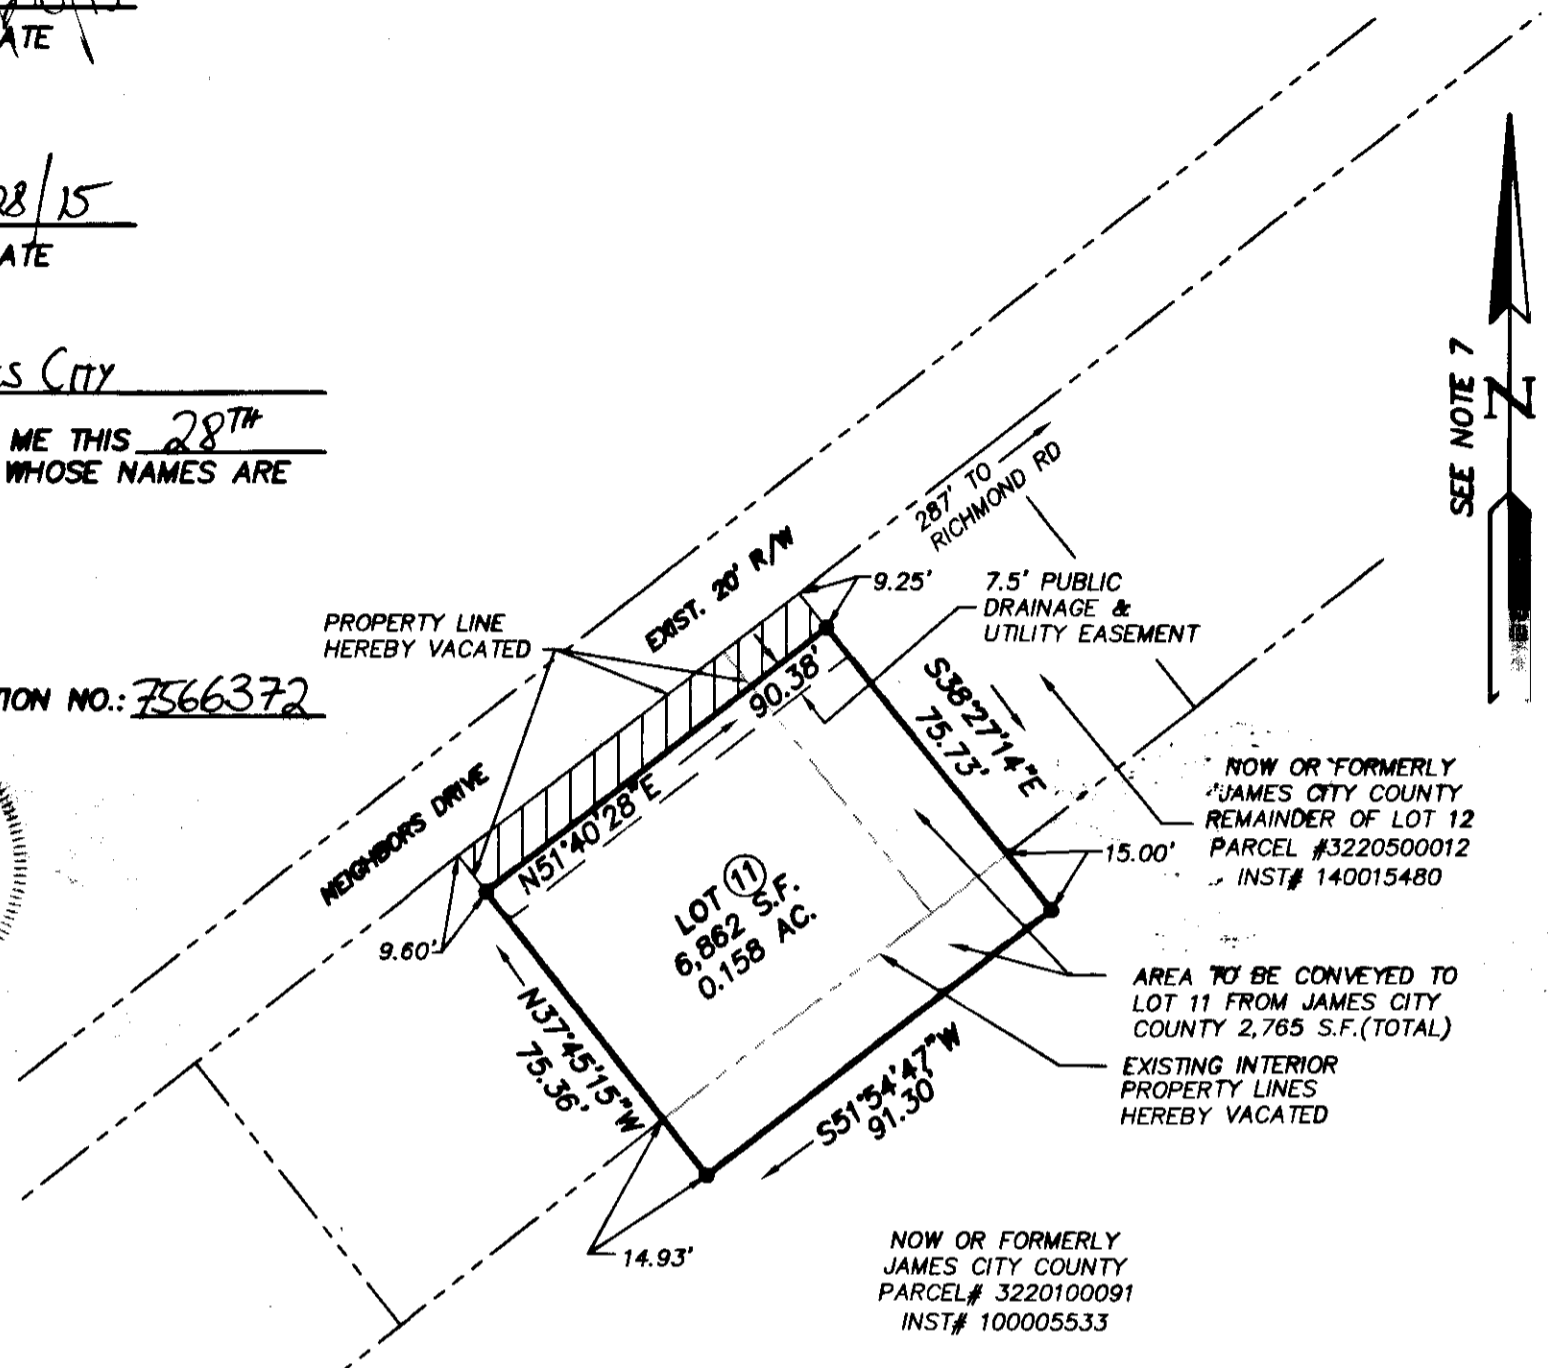 ATE
28/15
ATE
CITY
ME THIS 28TH
WHOSE NAMES ARE
TION NO.: 7566372
SEE NOTE 7
N
287' TO
RICHMOND RD
EXIST. 20' R/W
9.25'
7.5' PUBLIC
DRAINAGE &
UTILITY EASEMENT
PROPERTY LINE
HEREBY VACATED
90.38'
N51°40'28"E
S38°27'14"E
75.73'
NEIGHBORS DRIVE
NOW OR FORMERLY
JAMES CITY COUNTY
REMAINDER OF LOT 12
PARCEL #3220500012
INST# 140015480
15.00'
9.60'
LOT 11
6,862 S.F.
0.158 AC.
AREA TO BE CONVEYED TO
LOT 11 FROM JAMES CITY
COUNTY 2,765 S.F.(TOTAL)
EXISTING INTERIOR
PROPERTY LINES
HEREBY VACATED
N37°45'15"W
75.36'
S51°54'47"W
91.30'
14.93'
NOW OR FORMERLY
JAMES CITY COUNTY
PARCEL# 3220100091
INST# 100005533